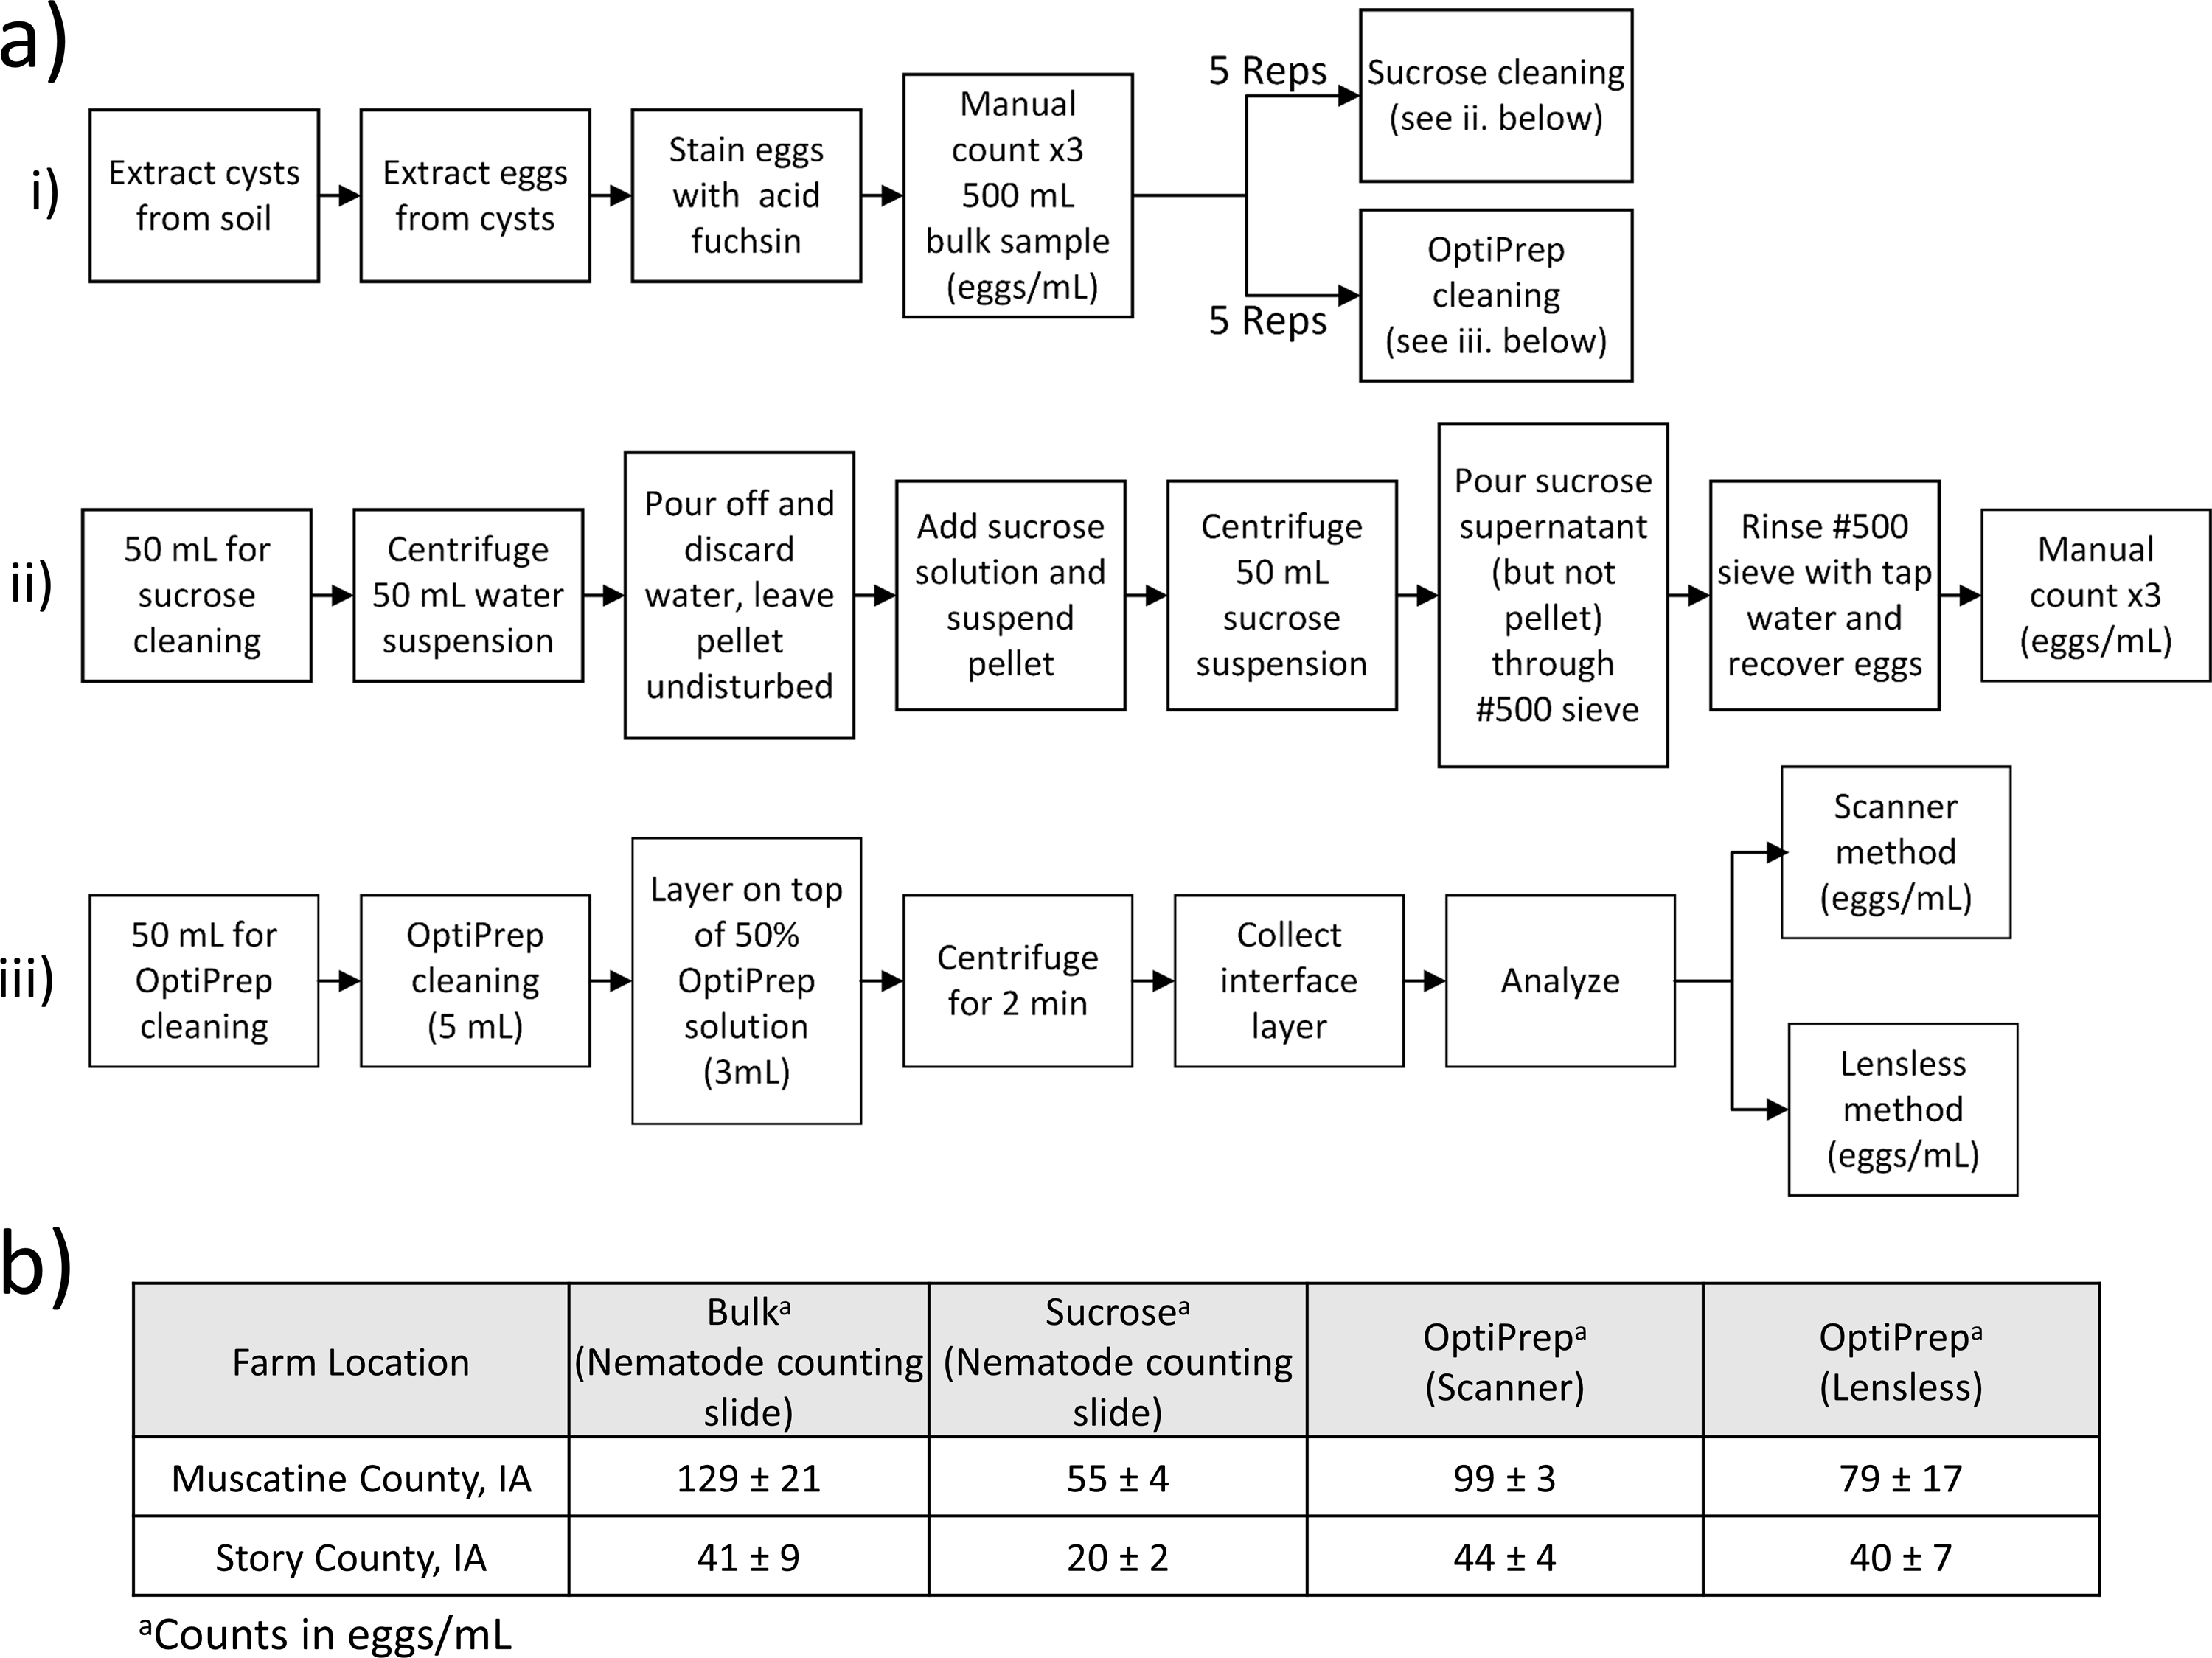 a)
i)
Extract cysts
from soil
Extract eggs
from cysts
Stain eggs
with acid
fuchsin
Manual
count x3
500 mL
bulk sample
(eggs/mL)
5 Reps
Sucrose cleaning
(see ii. below)
5 Reps
OptiPrep
cleaning
(see iii. below)
ii)
50 mL for
sucrose
cleaning
Centrifuge
50 mL water
suspension
Pour off and
discard
water, leave
pellet
undisturbed
Add sucrose
solution and
suspend
pellet
Centrifuge
50 mL
sucrose
suspension
Pour sucrose
supernatant
(but not
pellet)
through
#500 sieve
Rinse #500
sieve with tap
water and
recover eggs
Manual
count x3
(eggs/mL)
iii)
50 mL for
OptiPrep
cleaning
OptiPrep
cleaning
(5 mL)
Layer on top
of 50%
OptiPrep
solution
(3mL)
Centrifuge
for 2 min
Collect
interface
layer
Analyze
Scanner
method
(eggs/mL)
Lensless
method
(eggs/mL)
b)
Farm Location
Bulkᵃ
(Nematode counting
slide)
Sucroseᵃ
(Nematode counting
slide)
OptiPrepᵃ
(Scanner)
OptiPrepᵃ
(Lensless)
Muscatine County, IA 129 ± 21 55 ± 4 99 ± 3 79 ± 17
Story County, IA 41 ± 9 20 ± 2 44 ± 4 40 ± 7
ᵃCounts in eggs/mL